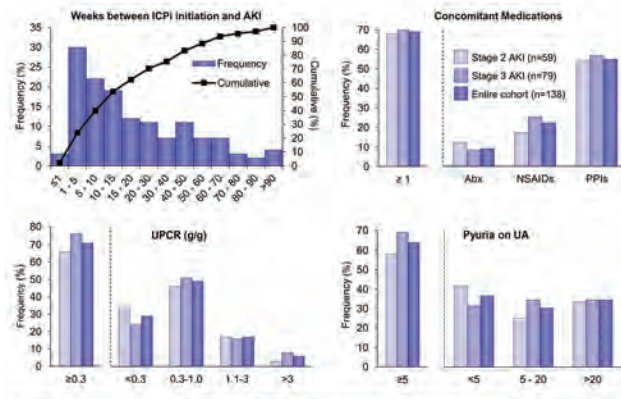 Weeks between ICPi initiation and AKI
35
30
25
20
15
10
5
0
100
90
80
70
60
50
40
30
20
10
0
Frequency (%)
Cumulative (%)
Frequency
Cumulative
≤1
1 - 5
5 - 10
10 - 15
15 - 20
20 - 30
30 - 40
40 - 50
50 - 60
60 - 70
70 - 80
80 - 90
>90
Concomitant Medications
70
60
50
40
30
20
10
0
Frequency (%)
Stage 2 AKI (n=59)
Stage 3 AKI (n=79)
Entire cohort (n=138)
≥ 1
Abx
NSAIDs
PPIs
UPCR (g/g)
80
70
60
50
40
30
20
10
0
Frequency (%)
≥0.3
<0.3
0.3-1.0
1.1-3
>3
Pyuria on UA
70
60
50
40
30
20
10
0
Frequency (%)
≥5
<5
5 - 20
>20